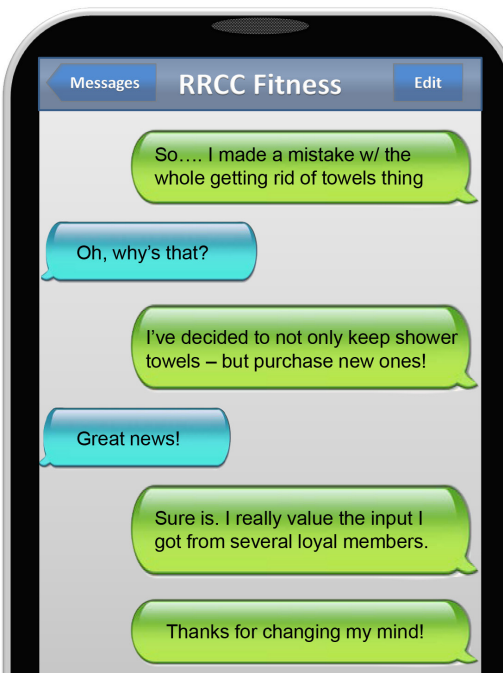 Messages RRCC Fitness Edit
So.... I made a mistake w/ the
whole getting rid of towels thing
Oh, why's that?
I've decided to not only keep shower
towels – but purchase new ones!
Great news!
Sure is. I really value the input I
got from several loyal members.
Thanks for changing my mind!